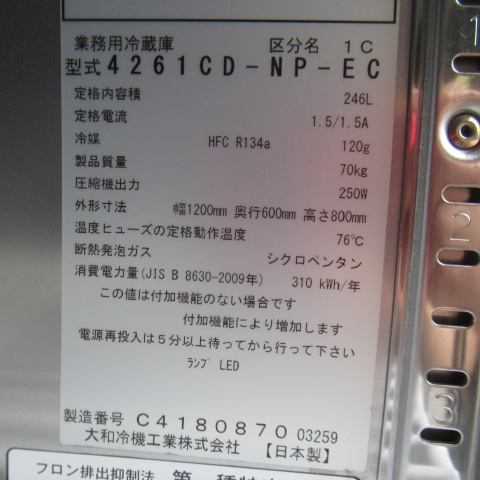 業務用冷蔵庫 区分名 1C
型式 4261CD-NP-EC
定格内容積 246L
定格電流 1.5/1.5A
冷媒 HFC R134a 120g
製品質量 70kg
圧縮機出力 250W
外形寸法 幅1200mm 奥行600mm 高さ800mm
温度ヒューズの定格動作温度 76℃
断熱発泡ガス シクロペンタン
消費電力量(JIS B 8630-2009年) 310 kWh/年
この値は付加機能のない場合です
付加機能により増加します
電源再投入は5分以上待ってから行って下さい
ﾗﾝﾌﾟ LED
製造番号 C4180870 03259
大和冷機工業株式会社 【日本製】
フロン排出抑制法
1
2
3